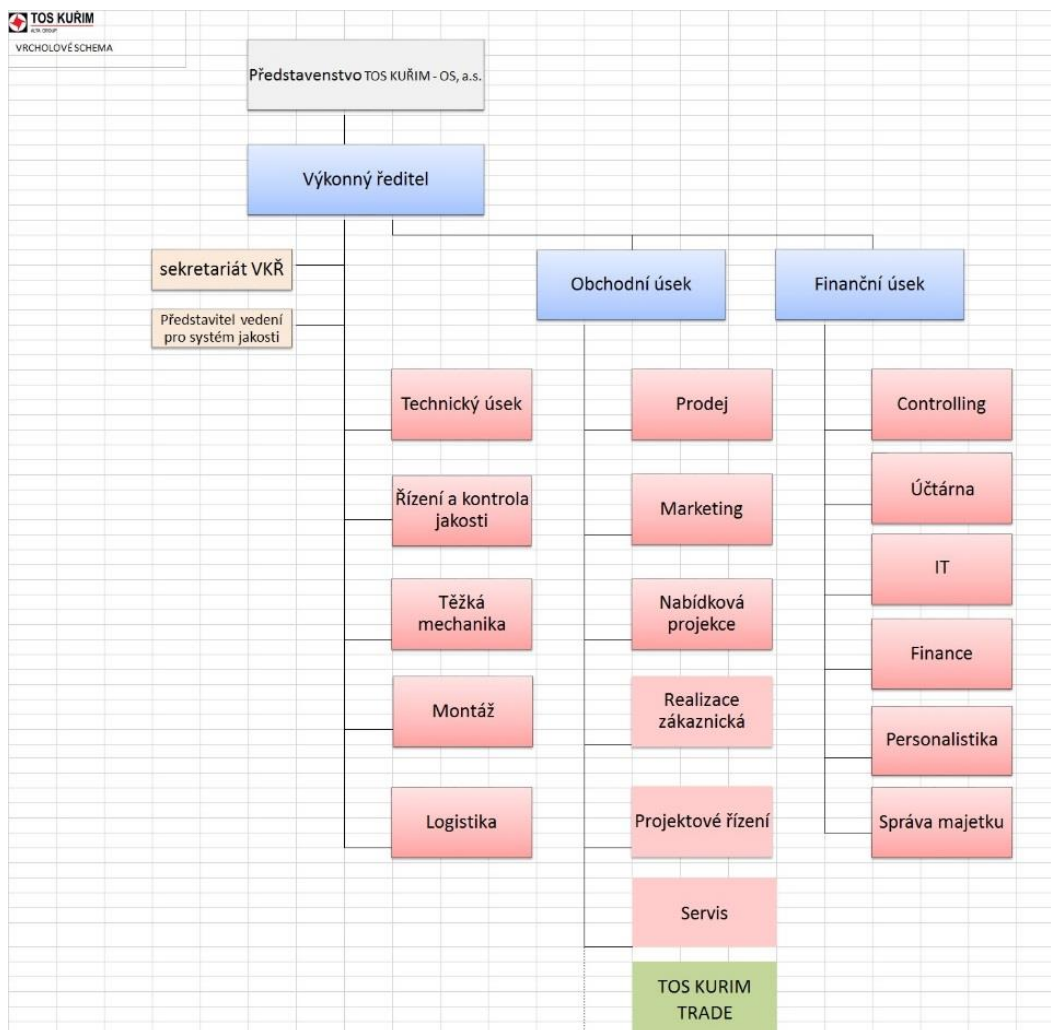 TOS KUŘIM
ALTA GROUP
VRCHOLOVÉ SCHEMA
Představenstvo TOS KUŘIM - OS, a.s.
Výkonný ředitel
sekretariát VKŘ
Představitel vedení
pro systém jakosti
Obchodní úsek
Finanční úsek
Technický úsek
Řízení a kontrola
jakosti
Těžká
mechanika
Montáž
Logistika
Prodej
Marketing
Nabídková
projekce
Realizace
zákaznická
Projektové řízení
Servis
TOS KURIM
TRADE
Controlling
Účtárna
IT
Finance
Personalistika
Správa majetku